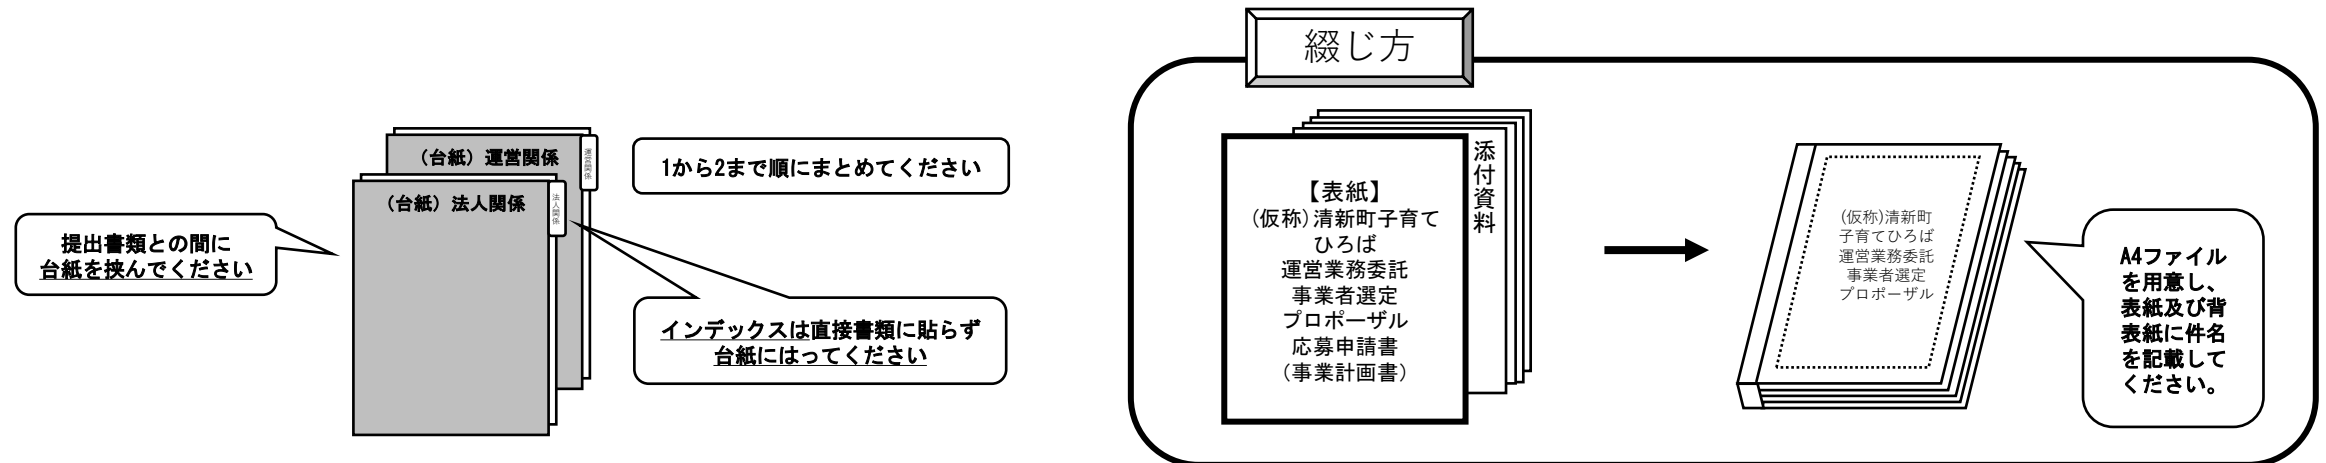 (台紙)運営関係
運営関係
(台紙)法人関係
法人関係
1から2まで順にまとめてください
提出書類との間に
台紙を挟んでください
インデックスは直接書類に貼らず
台紙にはってください
綴じ方
添付資料
【表紙】
(仮称)清新町子育て
ひろば
運営業務委託
事業者選定
プロポーザル
応募申請書
(事業計画書)
(仮称)清新町
子育てひろば
運営業務委託
事業者選定
プロポーザル
A4ファイル
を用意し、
表紙及び背
表紙に件名
を記載して
ください。